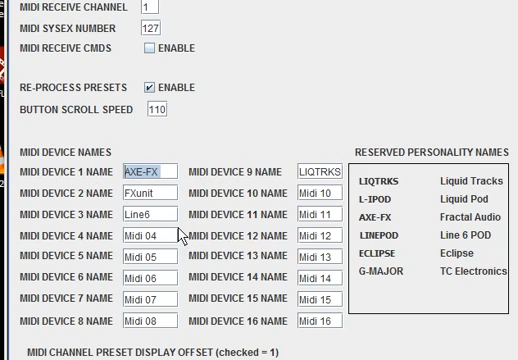 MIDI RECEIVE CHANNEL 1
MIDI SYSEX NUMBER 127
MIDI RECEIVE CMDS ENABLE
RE-PROCESS PRESETS ENABLE
BUTTON SCROLL SPEED 110
MIDI DEVICE NAMES RESERVED PERSONALITY NAMES
MIDI DEVICE 1 NAME AXE-FX MIDI DEVICE 9 NAME LIQTRKS
LIQTRKS Liquid Tracks
MIDI DEVICE 2 NAME FXunit MIDI DEVICE 10 NAME Midi 10
L-IPOD Liquid Pod
MIDI DEVICE 3 NAME Line6 MIDI DEVICE 11 NAME Midi 11
AXE-FX Fractal Audio
MIDI DEVICE 4 NAME Midi 04 MIDI DEVICE 12 NAME Midi 12
LINEPOD Line 6 POD
MIDI DEVICE 5 NAME Midi 05 MIDI DEVICE 13 NAME Midi 13
ECLIPSE Eclipse
MIDI DEVICE 6 NAME Midi 06 MIDI DEVICE 14 NAME Midi 14
G-MAJOR TC Electronics
MIDI DEVICE 7 NAME Midi 07 MIDI DEVICE 15 NAME Midi 15
MIDI DEVICE 8 NAME Midi 08 MIDI DEVICE 16 NAME Midi 16
MIDI CHANNEL PRESET DISPLAY OFFSET (checked = 1)